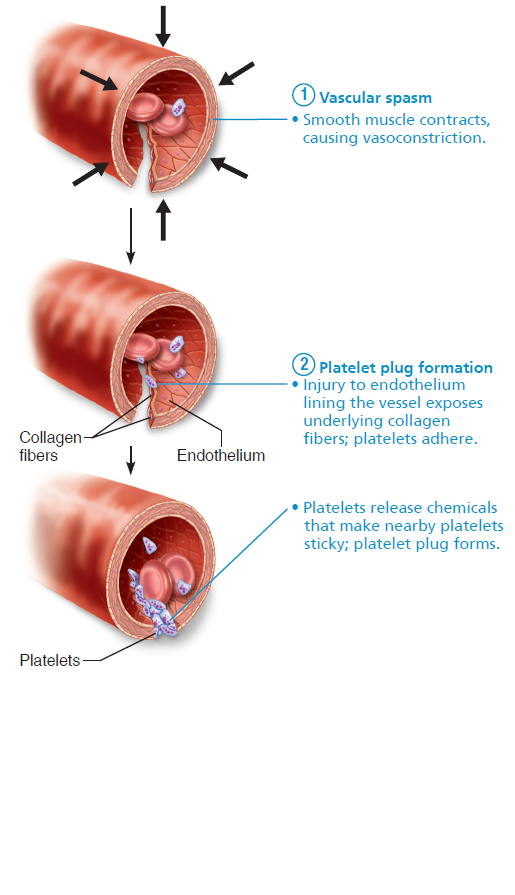 1 Vascular spasm
• Smooth muscle contracts,
causing vasoconstriction.
2 Platelet plug formation
• Injury to endothelium
lining the vessel exposes
underlying collagen
fibers; platelets adhere.
Collagen
fibers
Endothelium
• Platelets release chemicals
that make nearby platelets
sticky; platelet plug forms.
Platelets